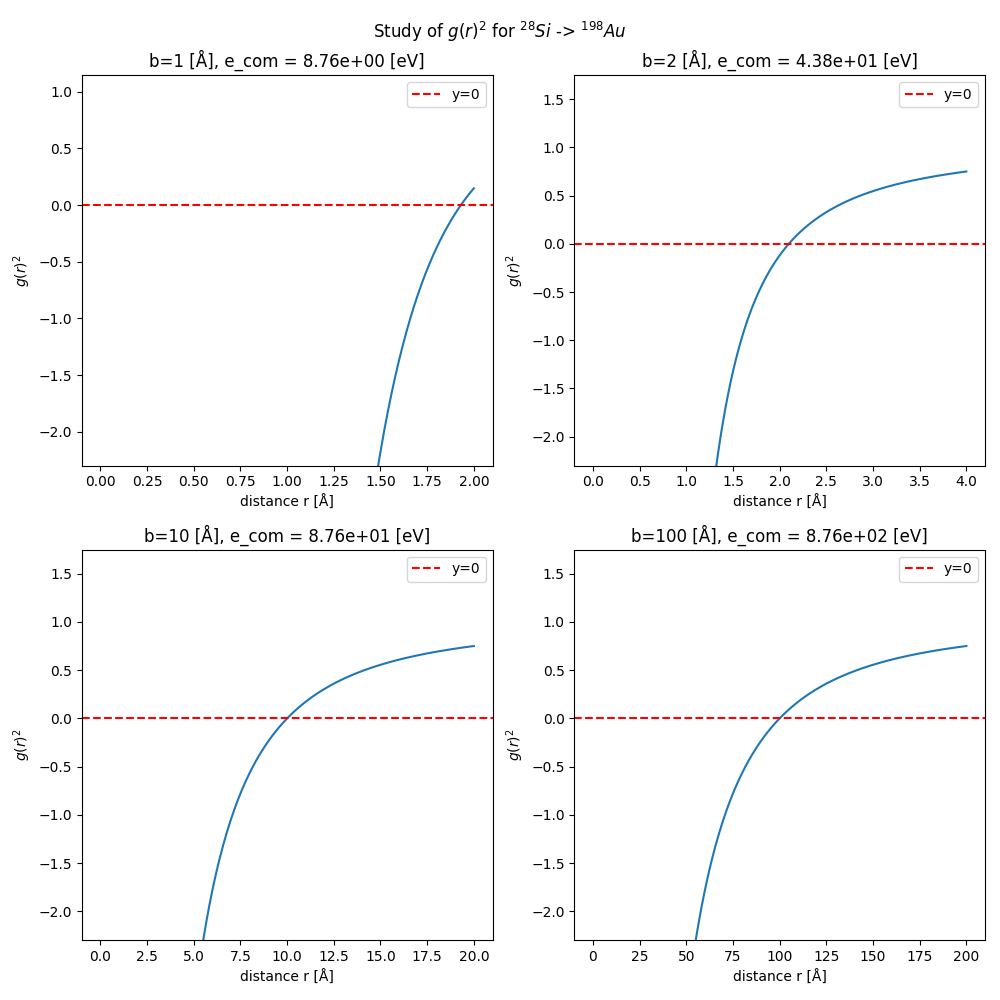 Study of g(r)² for ²⁸Si -> ¹⁹⁸Au
b=1 [Å], e_com = 8.76e+00 [eV]
1.0
0.5
0.0
−0.5
−1.0
−1.5
−2.0
g(r)²
y=0
0.00 0.25 0.50 0.75 1.00 1.25 1.50 1.75 2.00
distance r [Å]
b=2 [Å], e_com = 4.38e+01 [eV]
1.5
1.0
0.5
0.0
−0.5
−1.0
−1.5
−2.0
g(r)²
y=0
0.0 0.5 1.0 1.5 2.0 2.5 3.0 3.5 4.0
distance r [Å]
b=10 [Å], e_com = 8.76e+01 [eV]
1.5
1.0
0.5
0.0
−0.5
−1.0
−1.5
−2.0
g(r)²
y=0
0.0 2.5 5.0 7.5 10.0 12.5 15.0 17.5 20.0
distance r [Å]
b=100 [Å], e_com = 8.76e+02 [eV]
1.5
1.0
0.5
0.0
−0.5
−1.0
−1.5
−2.0
g(r)²
y=0
0 25 50 75 100 125 150 175 200
distance r [Å]